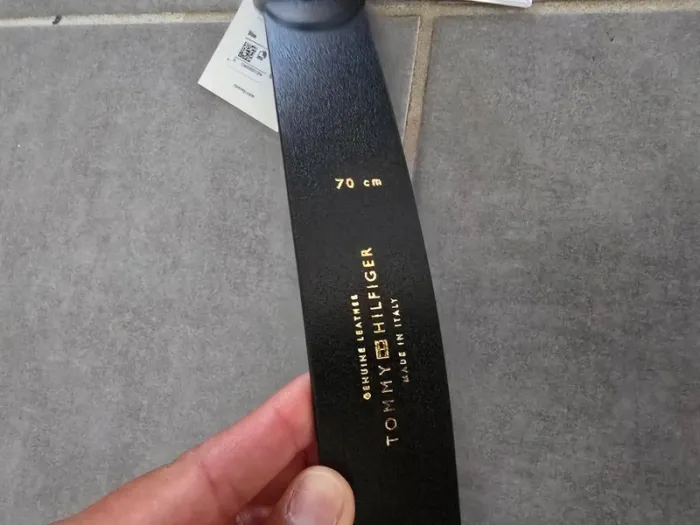 70 cm
GENUINE LEATHER
TOMMY HILFIGER
MADE IN ITALY